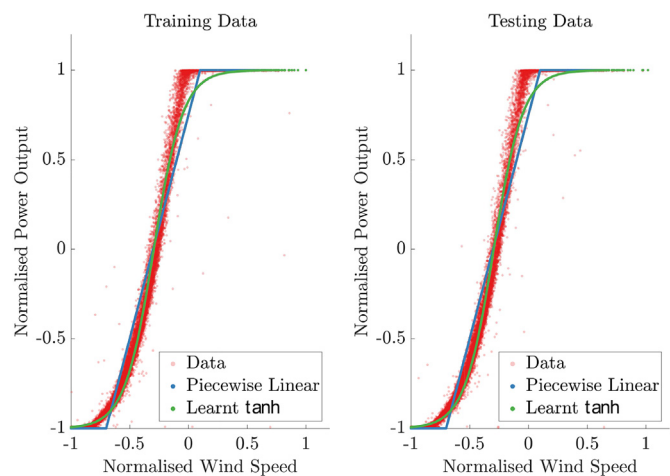 Training Data
Normalised Power Output
1
0.5
0
-0.5
-1
-1 -0.5 0 0.5 1
Normalised Wind Speed
Data
Piecewise Linear
Learnt tanh
Testing Data
Normalised Power Output
1
0.5
0
-0.5
-1
-1 -0.5 0 0.5 1
Normalised Wind Speed
Data
Piecewise Linear
Learnt tanh